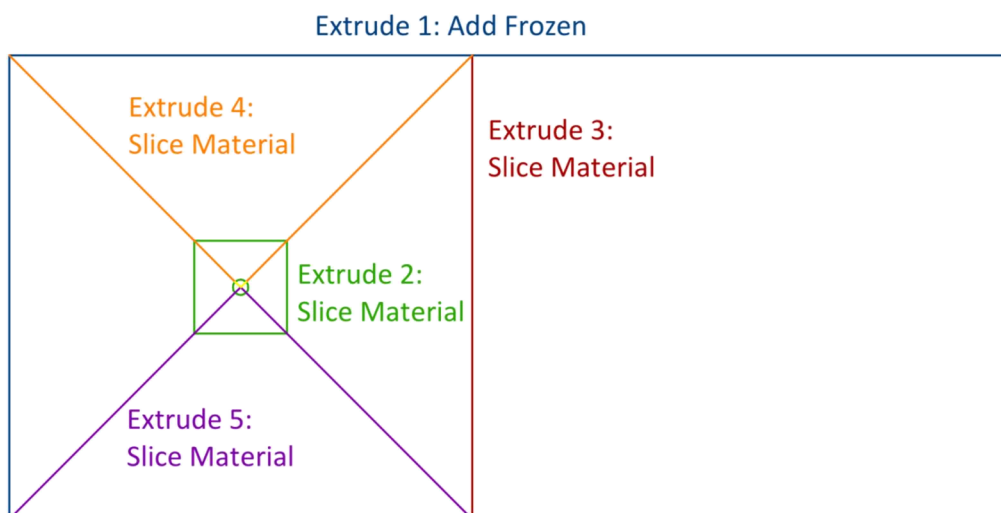 Extrude 1: Add Frozen
Extrude 4:
Slice Material
Extrude 3:
Slice Material
Extrude 2:
Slice Material
Extrude 5:
Slice Material